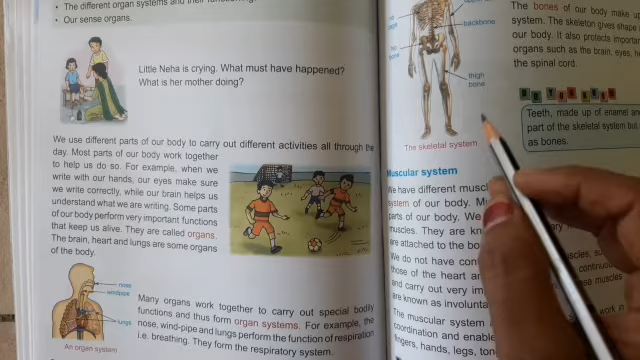 • The different organ systems and their functioning.
• Our sense organs.
Little Neha is crying. What must have happened?
What is her mother doing?
We use different parts of our body to carry out different activities all through the
day. Most parts of our body work together
to help us do so. For example, when we
write with our hands, our eyes make sure
we write correctly, while our brain helps us
understand what we are writing. Some parts
of our body perform very important functions
that keep us alive. They are called organs.
The brain, heart and lungs are some organs
of the body.
nose
windpipe
lungs
An organ system
Many organs work together to carry out special bodily
functions and thus form organ systems. For example, the
nose, wind-pipe and lungs perform the function of respiration
i.e. breathing. They form the respiratory system.
backbone
hip
bone
thigh
bone
The skeletal system
The bones of our body make up
system. The skeleton gives shape
our body. It also protects important
organs such as the brain, eyes, he
the spinal cord.
Teeth, made up of enamel and
part of the skeletal system but
as bones.
Muscular system
We have different muscl
system of our body. Mu
parts of our body. We
muscles. They are kn
are attached to the bo
We do not have con
those of the heart an
and carry out very im
are known as involunta
The muscular system
coordination and enable
fingers, hands, legs, ton